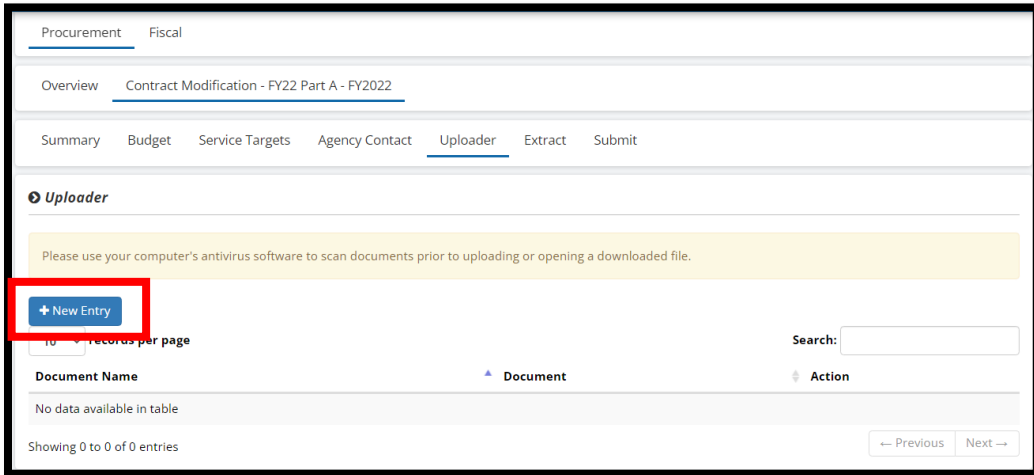 Procurement Fiscal
Overview Contract Modification - FY22 Part A - FY2022
Summary Budget Service Targets Agency Contact Uploader Extract Submit
Uploader
Please use your computer's antivirus software to scan documents prior to uploading or opening a downloaded file.
+ New Entry
10 records per page Search:
Document Name Document Action
No data available in table
Showing 0 to 0 of 0 entries ← Previous Next →